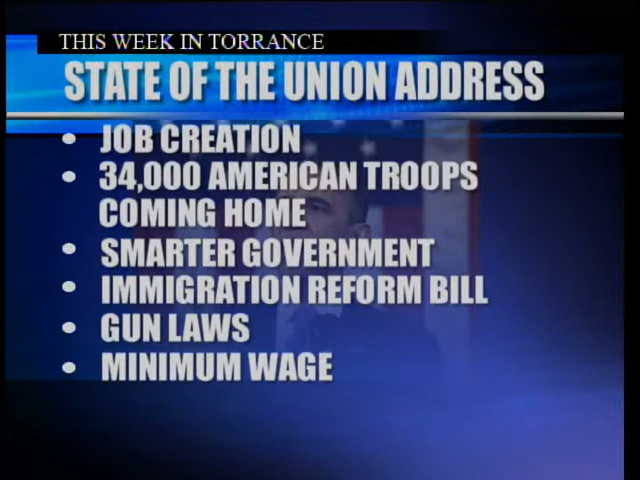 THIS WEEK IN TORRANCE
STATE OF THE UNION ADDRESS
• JOB CREATION
• 34,000 AMERICAN TROOPS
COMING HOME
• SMARTER GOVERNMENT
• IMMIGRATION REFORM BILL
• GUN LAWS
• MINIMUM WAGE